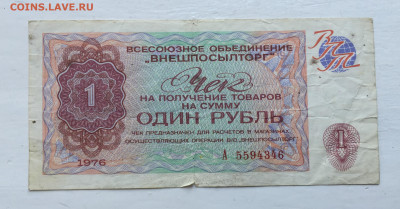 COINS.LAVE.RU
ВСЕСОЮЗНОЕ ОБЪЕДИНЕНИЕ
"ВНЕШПОСЫЛТОРГ"
ВПТ
Чек
НА ПОЛУЧЕНИЕ ТОВАРОВ
НА СУММУ
ОДИН РУБЛЬ
1
ЧЕК ПРЕДНАЗНАЧЕН ДЛЯ РАСЧЕТОВ В МАГАЗИНАХ,
ОСУЩЕСТВЛЯЮЩИХ ОПЕРАЦИИ В/О "ВНЕШПОСЫЛТОРГ"
1
1976
А 5594346